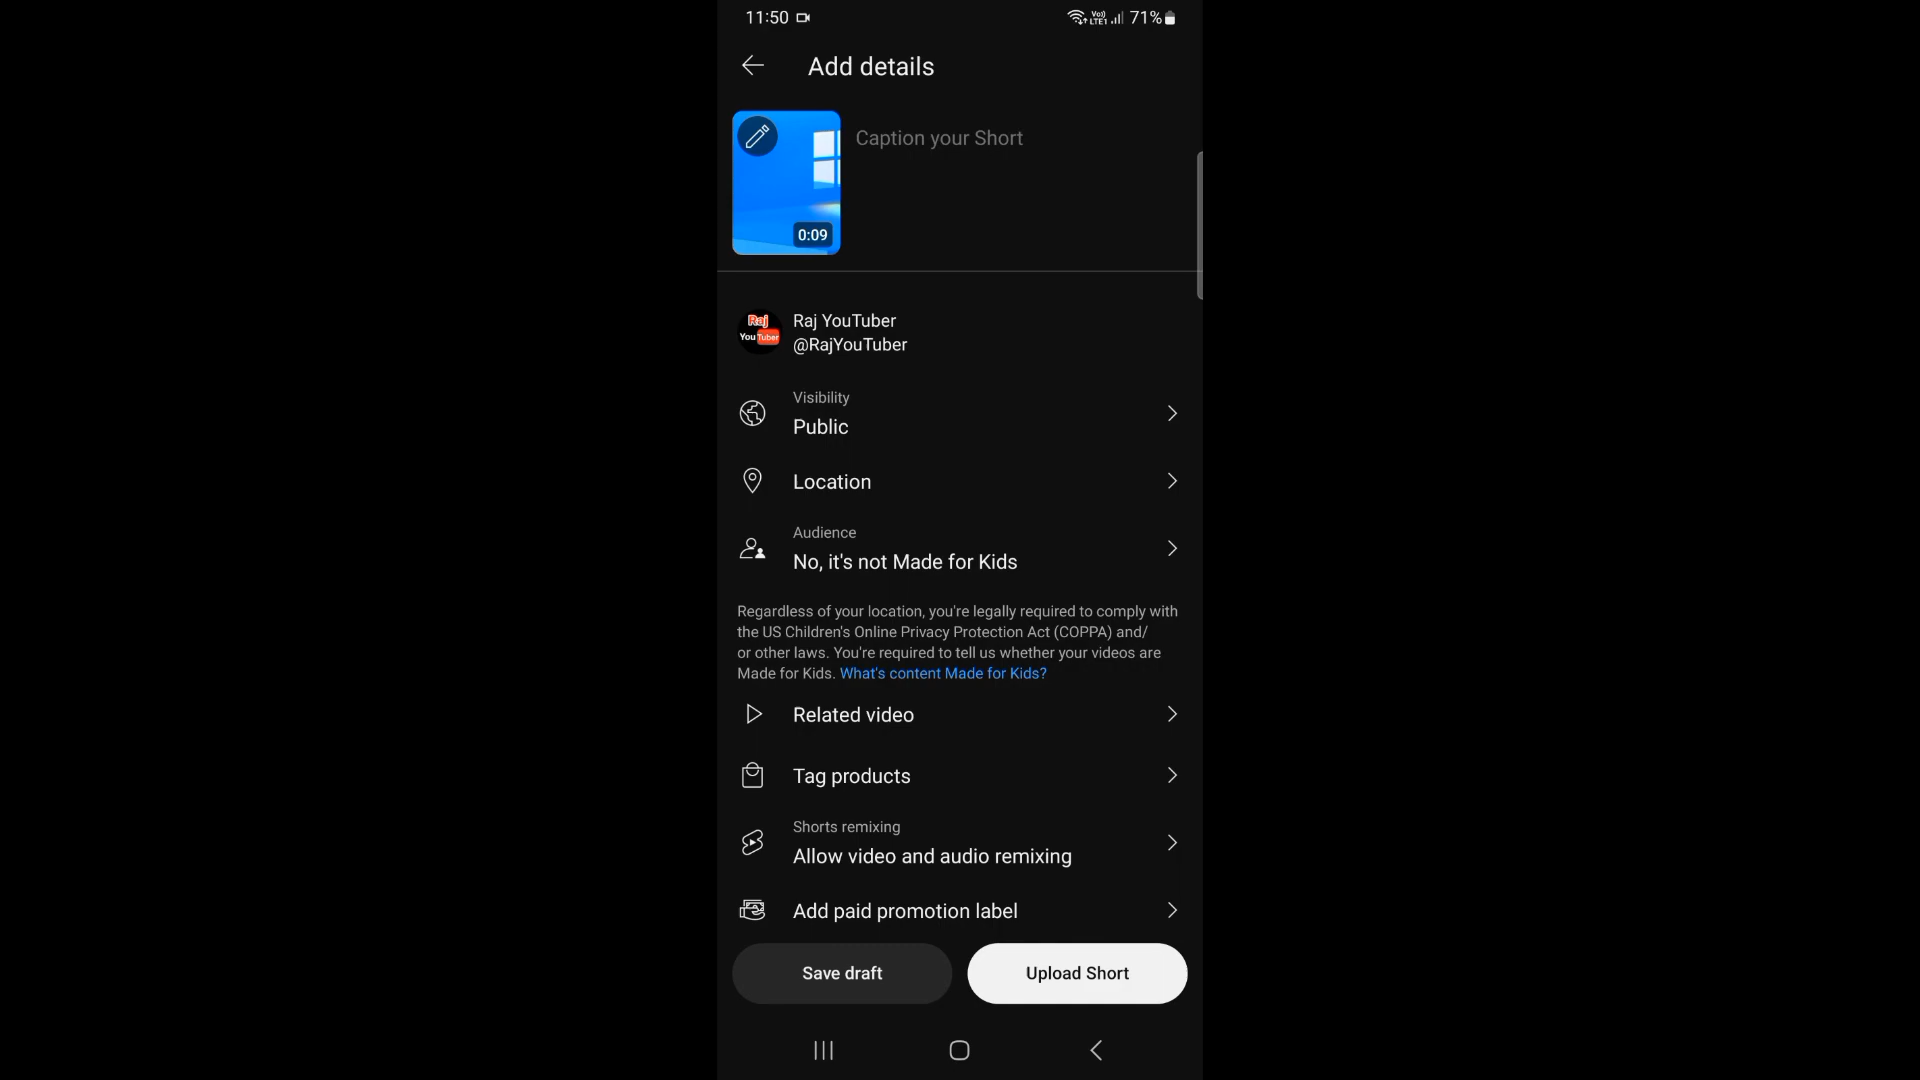 11:50
Vo))
LTE1
71%
Add details
Caption your Short
0:09
Raj
YouTuber
Raj YouTuber
@RajYouTuber
Visibility
Public
Location
Audience
No, it's not Made for Kids
Regardless of your location, you're legally required to comply with
the US Children's Online Privacy Protection Act (COPPA) and/
or other laws. You're required to tell us whether your videos are
Made for Kids. What's content Made for Kids?
Related video
Tag products
Shorts remixing
Allow video and audio remixing
Add paid promotion label
Save draft
Upload Short